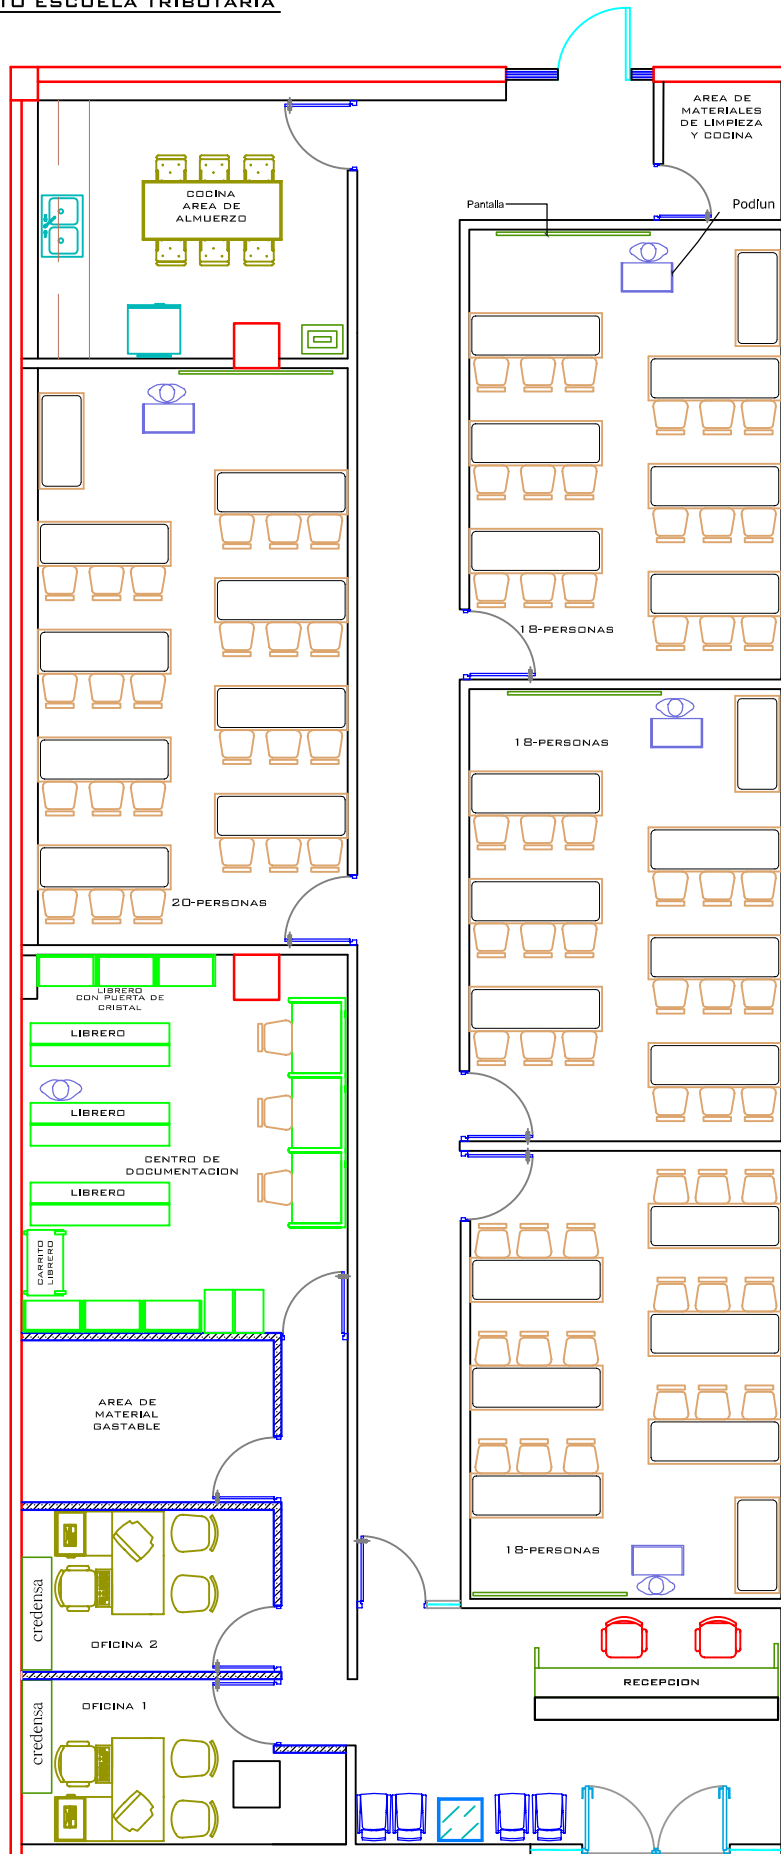 TO ESCUELA TRIBUTARIA
AREA DE
MATERIALES
DE LIMPIEZA
Y COCINA
COCINA
AREA DE
ALMUERZO
Pantalla
Podíun
18-PERSONAS
18-PERSONAS
20-PERSONAS
LIBRERO
CON PUERTA DE
CRISTAL
LIBRERO
LIBRERO
CENTRO DE
DOCUMENTACION
LIBRERO
CARRITO
LIBRERO
AREA DE
MATERIAL
GASTABLE
18-PERSONAS
credensa
OFICINA 2
RECEPCION
OFICINA 1
credensa